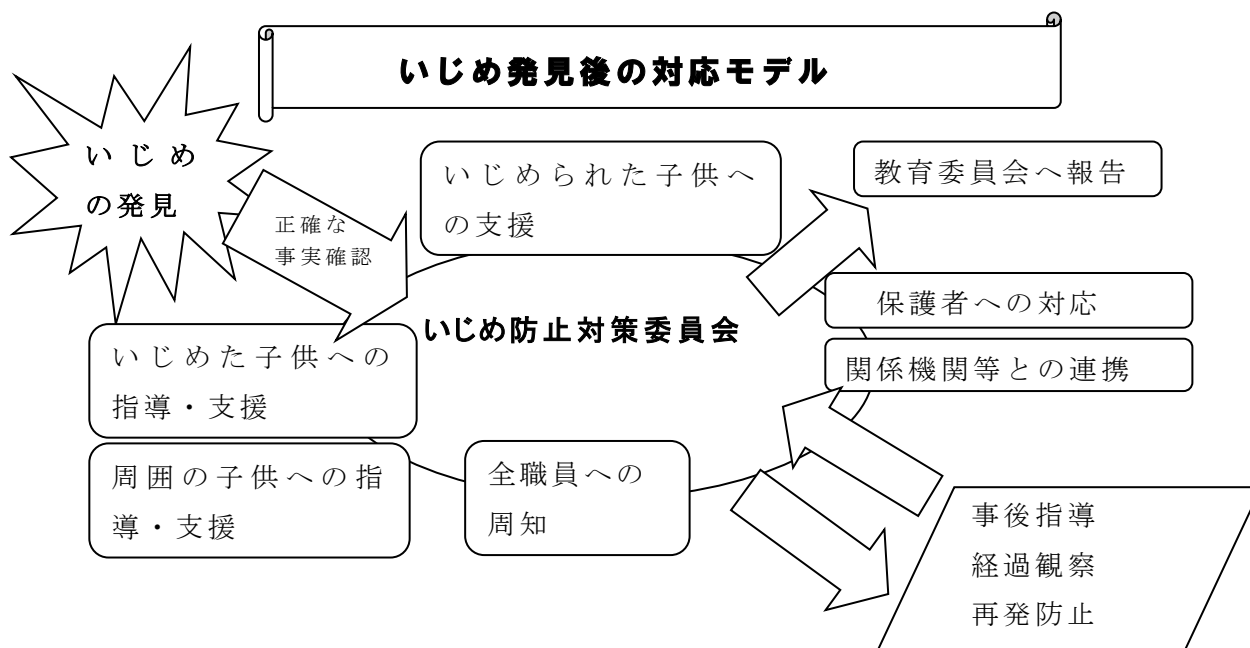 いじめ発見後の対応モデル
いじめ
の発見
正確な
事実確認
いじめられた子供へ
の支援
教育委員会へ報告
保護者への対応
関係機関等との連携
いじめ防止対策委員会
いじめた子供への
指導・支援
周囲の子供への指
導・支援
全職員への
周知
事後指導
経過観察
再発防止